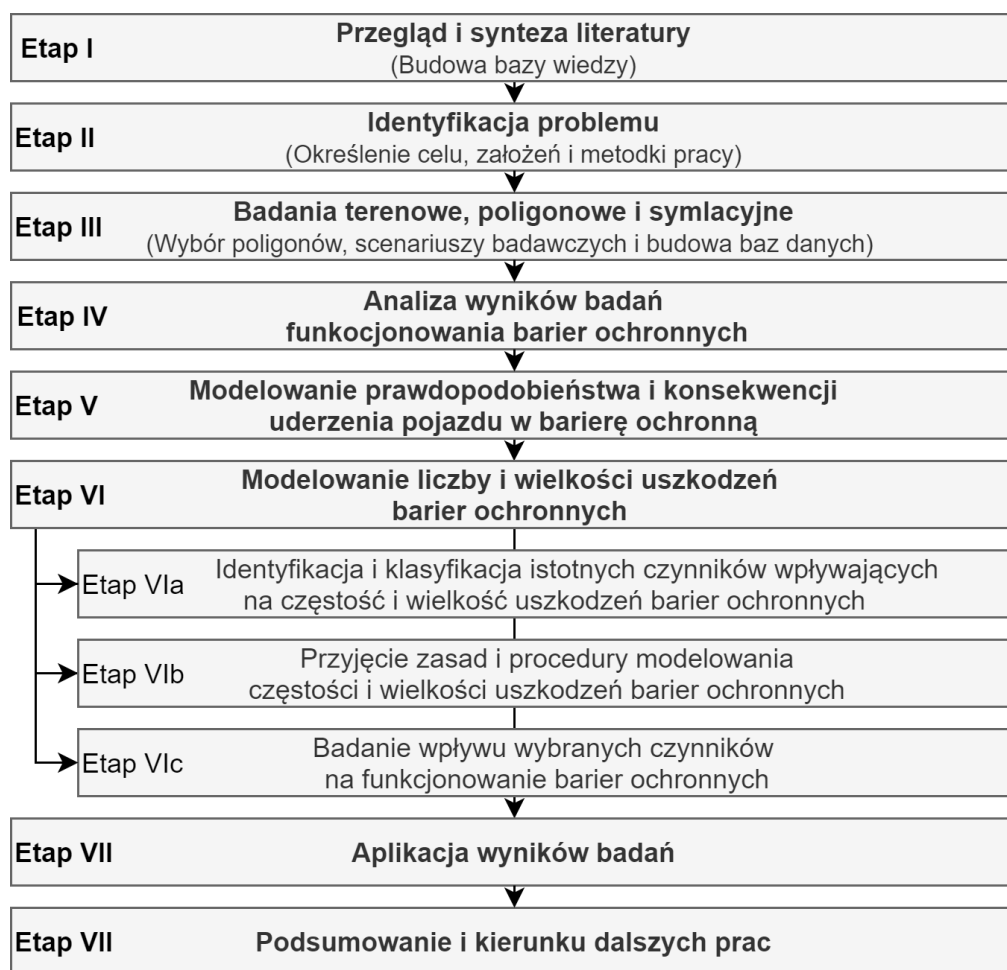 Etap I
Przegląd i synteza literatury
(Budowa bazy wiedzy)
Etap II
Identyfikacja problemu
(Określenie celu, założeń i metodki pracy)
Etap III
Badania terenowe, poligonowe i symlacyjne
(Wybór poligonów, scenariuszy badawczych i budowa baz danych)
Etap IV
Analiza wyników badań
funkocjonowania barier ochronnych
Etap V
Modelowanie prawdopodobieństwa i konsekwencji
uderzenia pojazdu w barierę ochronną
Etap VI
Modelowanie liczby i wielkości uszkodzeń
barier ochronnych
Etap VIa
Identyfikacja i klasyfikacja istotnych czynników wpływających
na częstość i wielkość uszkodzeń barier ochronnych
Etap VIb
Przyjęcie zasad i procedury modelowania
częstości i wielkości uszkodzeń barier ochronnych
Etap VIc
Badanie wpływu wybranych czynników
na funkcjonowanie barier ochronnych
Etap VII
Aplikacja wyników badań
Etap VII
Podsumowanie i kierunku dalszych prac